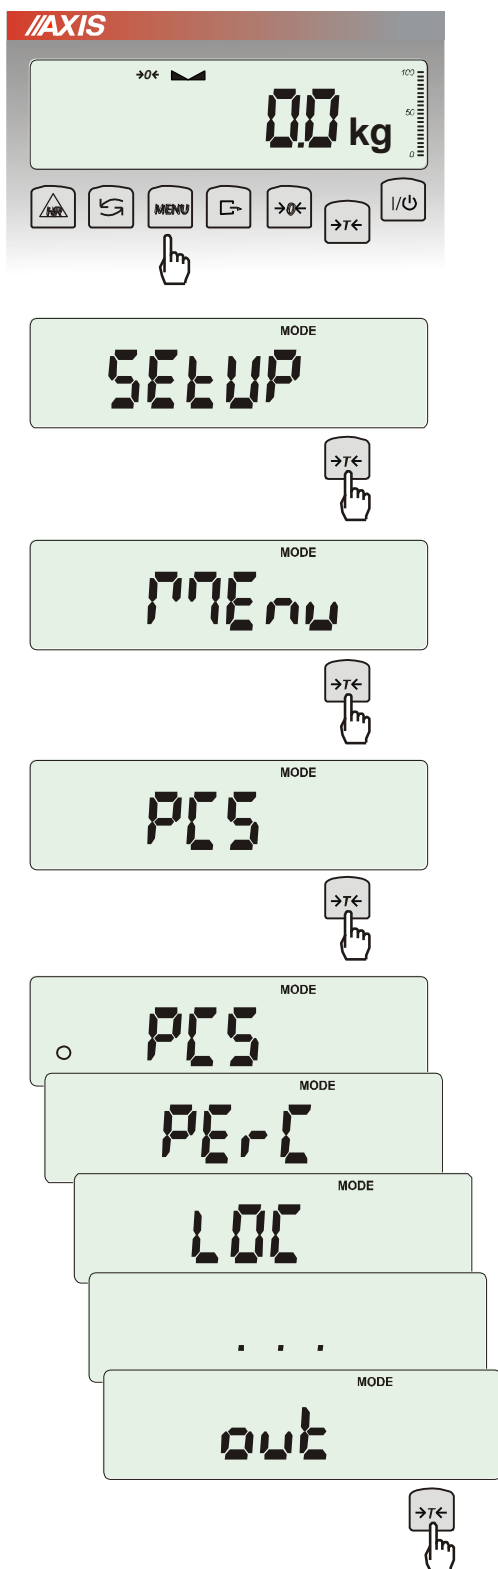 AXIS
→0←
100
50
0
0.0 kg
HR
MENU
→0←
→T←
I/⏻
MODE
SEtUP
→T←
MODE
MEnu
→T←
MODE
PCS
→T←
MODE
PCS
MODE
PErC
MODE
LOC
. . .
MODE
out
→T←